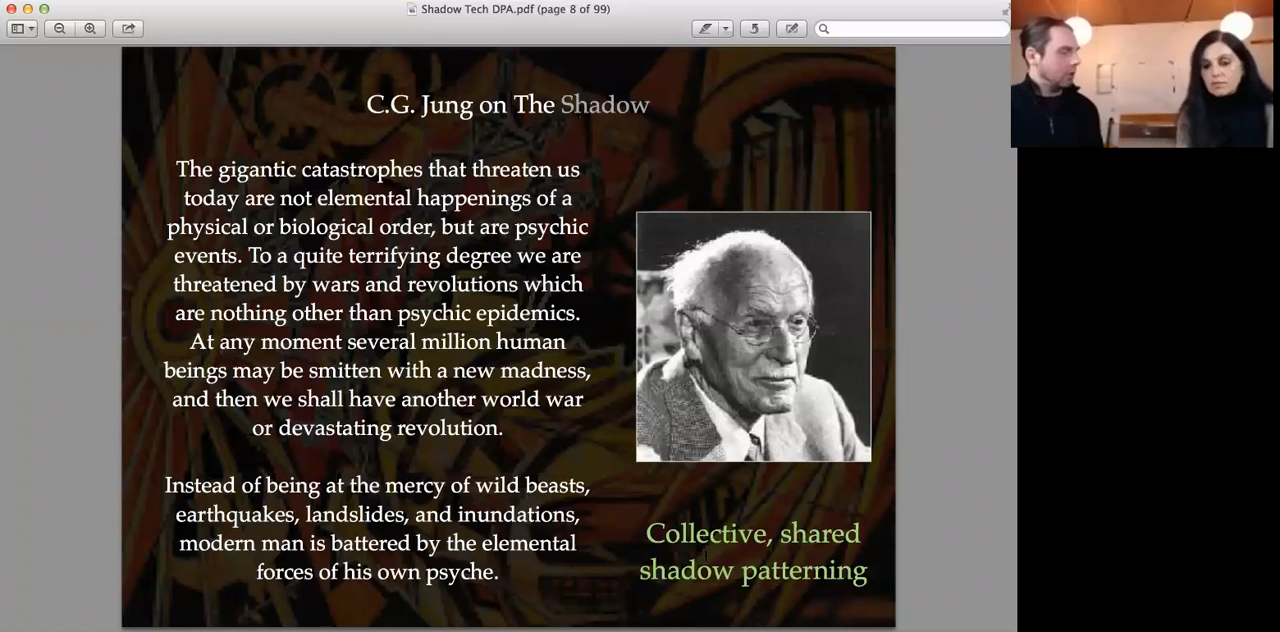 Shadow Tech DPA.pdf (page 8 of 99)
C.G. Jung on The Shadow
The gigantic catastrophes that threaten us
today are not elemental happenings of a
physical or biological order, but are psychic
events. To a quite terrifying degree we are
threatened by wars and revolutions which
are nothing other than psychic epidemics.
At any moment several million human
beings may be smitten with a new madness,
and then we shall have another world war
or devastating revolution.
Instead of being at the mercy of wild beasts,
earthquakes, landslides, and inundations,
modern man is battered by the elemental
forces of his own psyche.
Collective, shared
shadow patterning